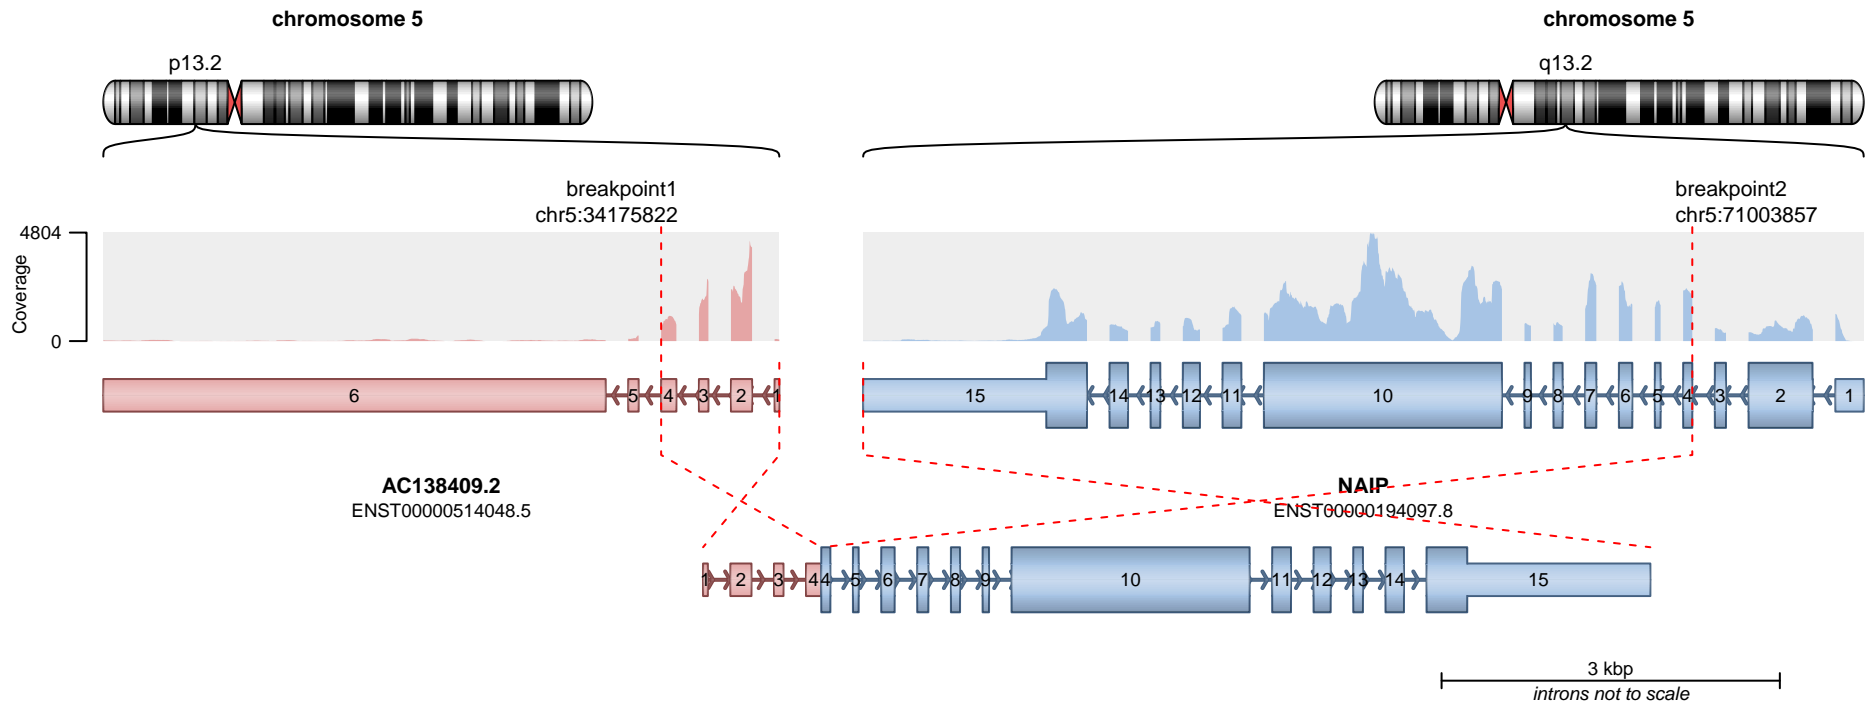 chromosome 5
chromosome 5
p13.2
q13.2
breakpoint1
chr5:34175822
breakpoint2
chr5:71003857
4804
Coverage
0
6 5 4 3 2 1
15 14 13 12 11 10 9 8 7 6 5 4 3 2 1
AC138409.2
ENST00000514048.5
NAIP
ENST00000194097.8
1 2 3 4 4 5 6 7 8 9 10 11 12 13 14 15
3 kbp
introns not to scale